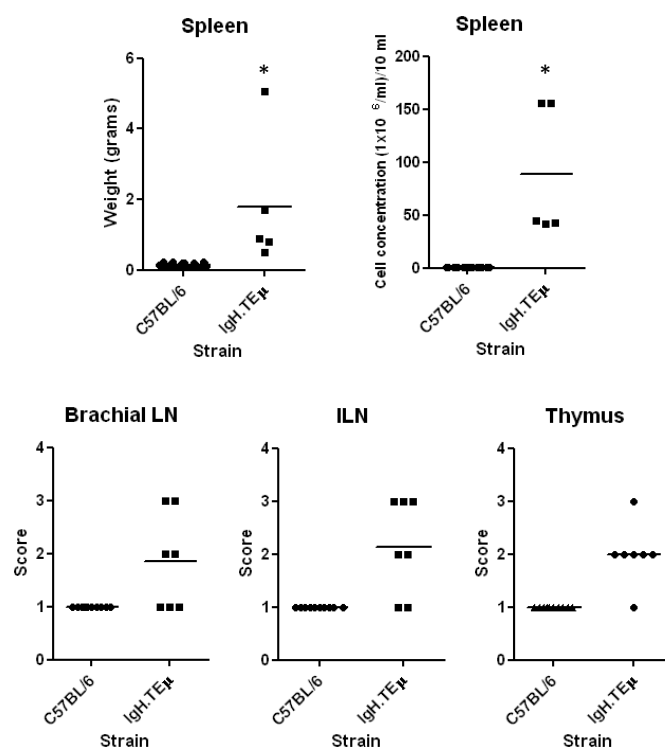 Spleen
Weight (grams)
6
4
2
0
C57BL/6
IgH.TEμ
Strain
*
Spleen
Cell concentration (1x10 ⁶/ml)/10 ml
200
150
100
50
0
C57BL/6
IgH.TEμ
Strain
*
Brachial LN
Score
4
3
2
1
0
C57BL/6
IgH.TEμ
Strain
ILN
Score
4
3
2
1
0
C57BL/6
IgH.TEμ
Strain
Thymus
Score
4
3
2
1
0
C57BL/6
IgH.TEμ
Strain